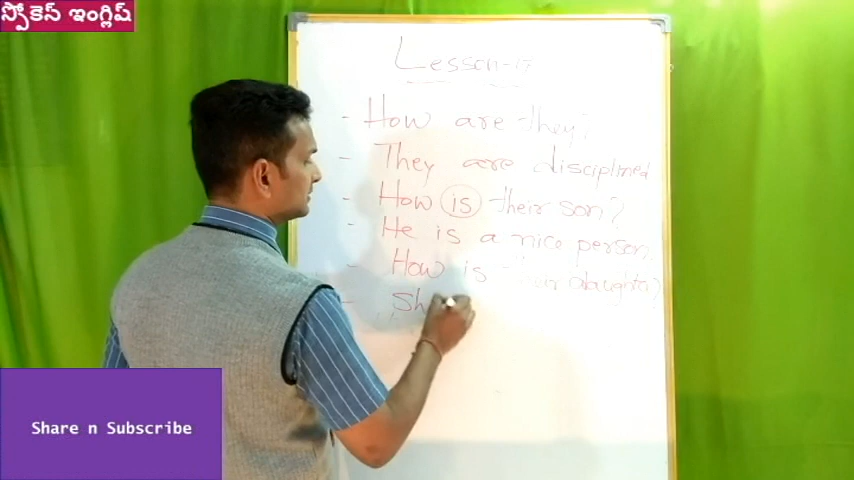 స్పోకెన్ ఇంగ్లిష్
Lesson-17
- How are they?
- They are disciplined
- How is their son?
- He is a nice person.
- How is their daughter?
- Sh
Share n Subscribe